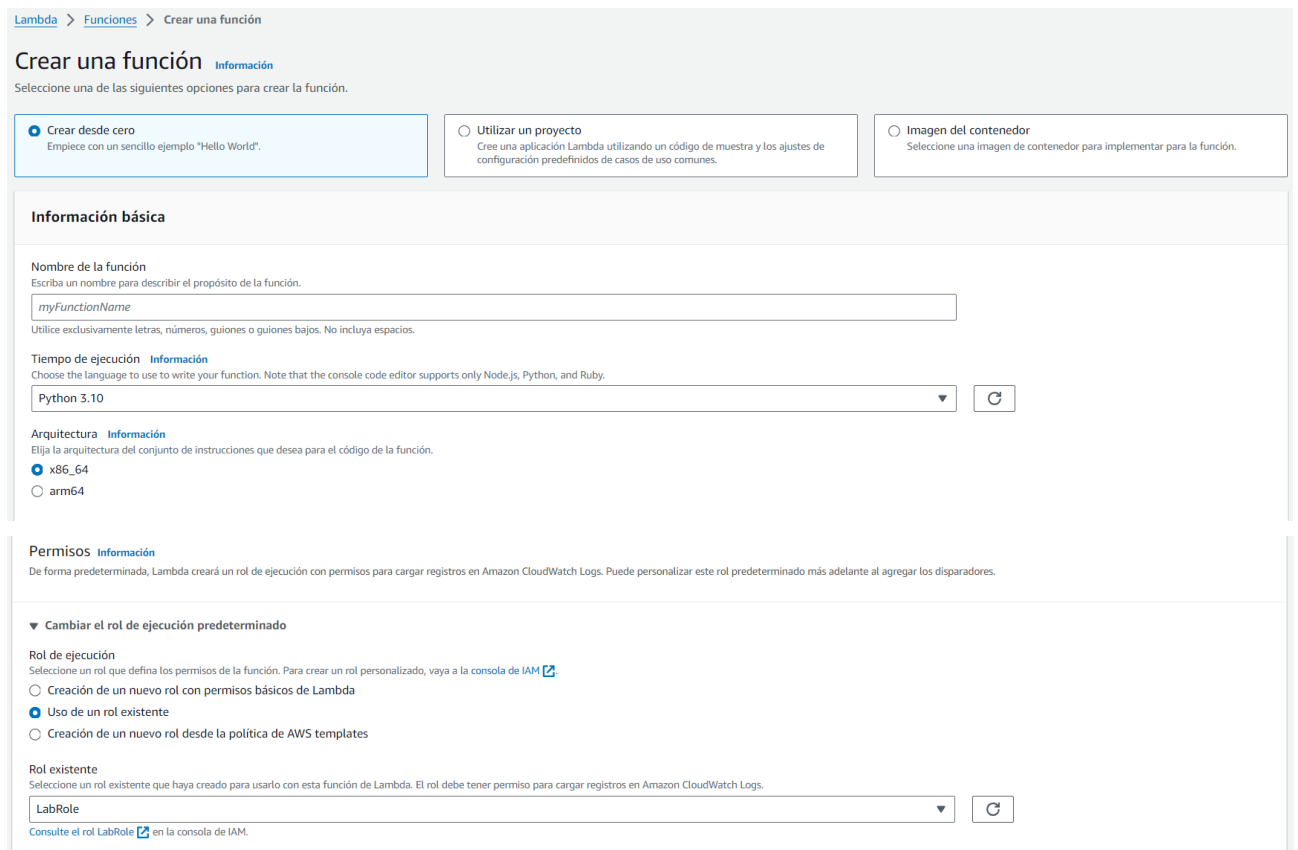 Lambda > Funciones > Crear una función
Crear una función Información
Seleccione una de las siguientes opciones para crear la función.
Crear desde cero
Empiece con un sencillo ejemplo "Hello World".
Utilizar un proyecto
Cree una aplicación Lambda utilizando un código de muestra y los ajustes de
configuración predefinidos de casos de uso comunes.
Imagen del contenedor
Seleccione una imagen de contenedor para implementar para la función.
Información básica
Nombre de la función
Escriba un nombre para describir el propósito de la función.
myFunctionName
Utilice exclusivamente letras, números, guiones o guiones bajos. No incluya espacios.
Tiempo de ejecución Información
Choose the language to use to write your function. Note that the console code editor supports only Node.js, Python, and Ruby.
Python 3.10
Arquitectura Información
Elija la arquitectura del conjunto de instrucciones que desea para el código de la función.
x86_64
arm64
Permisos Información
De forma predeterminada, Lambda creará un rol de ejecución con permisos para cargar registros en Amazon CloudWatch Logs. Puede personalizar este rol predeterminado más adelante al agregar los disparadores.
Cambiar el rol de ejecución predeterminado
Rol de ejecución
Seleccione un rol que defina los permisos de la función. Para crear un rol personalizado, vaya a la consola de IAM.
Creación de un nuevo rol con permisos básicos de Lambda
Uso de un rol existente
Creación de un nuevo rol desde la política de AWS templates
Rol existente
Seleccione un rol existente que haya creado para usarlo con esta función de Lambda. El rol debe tener permiso para cargar registros en Amazon CloudWatch Logs.
LabRole
Consulte el rol LabRole en la consola de IAM.